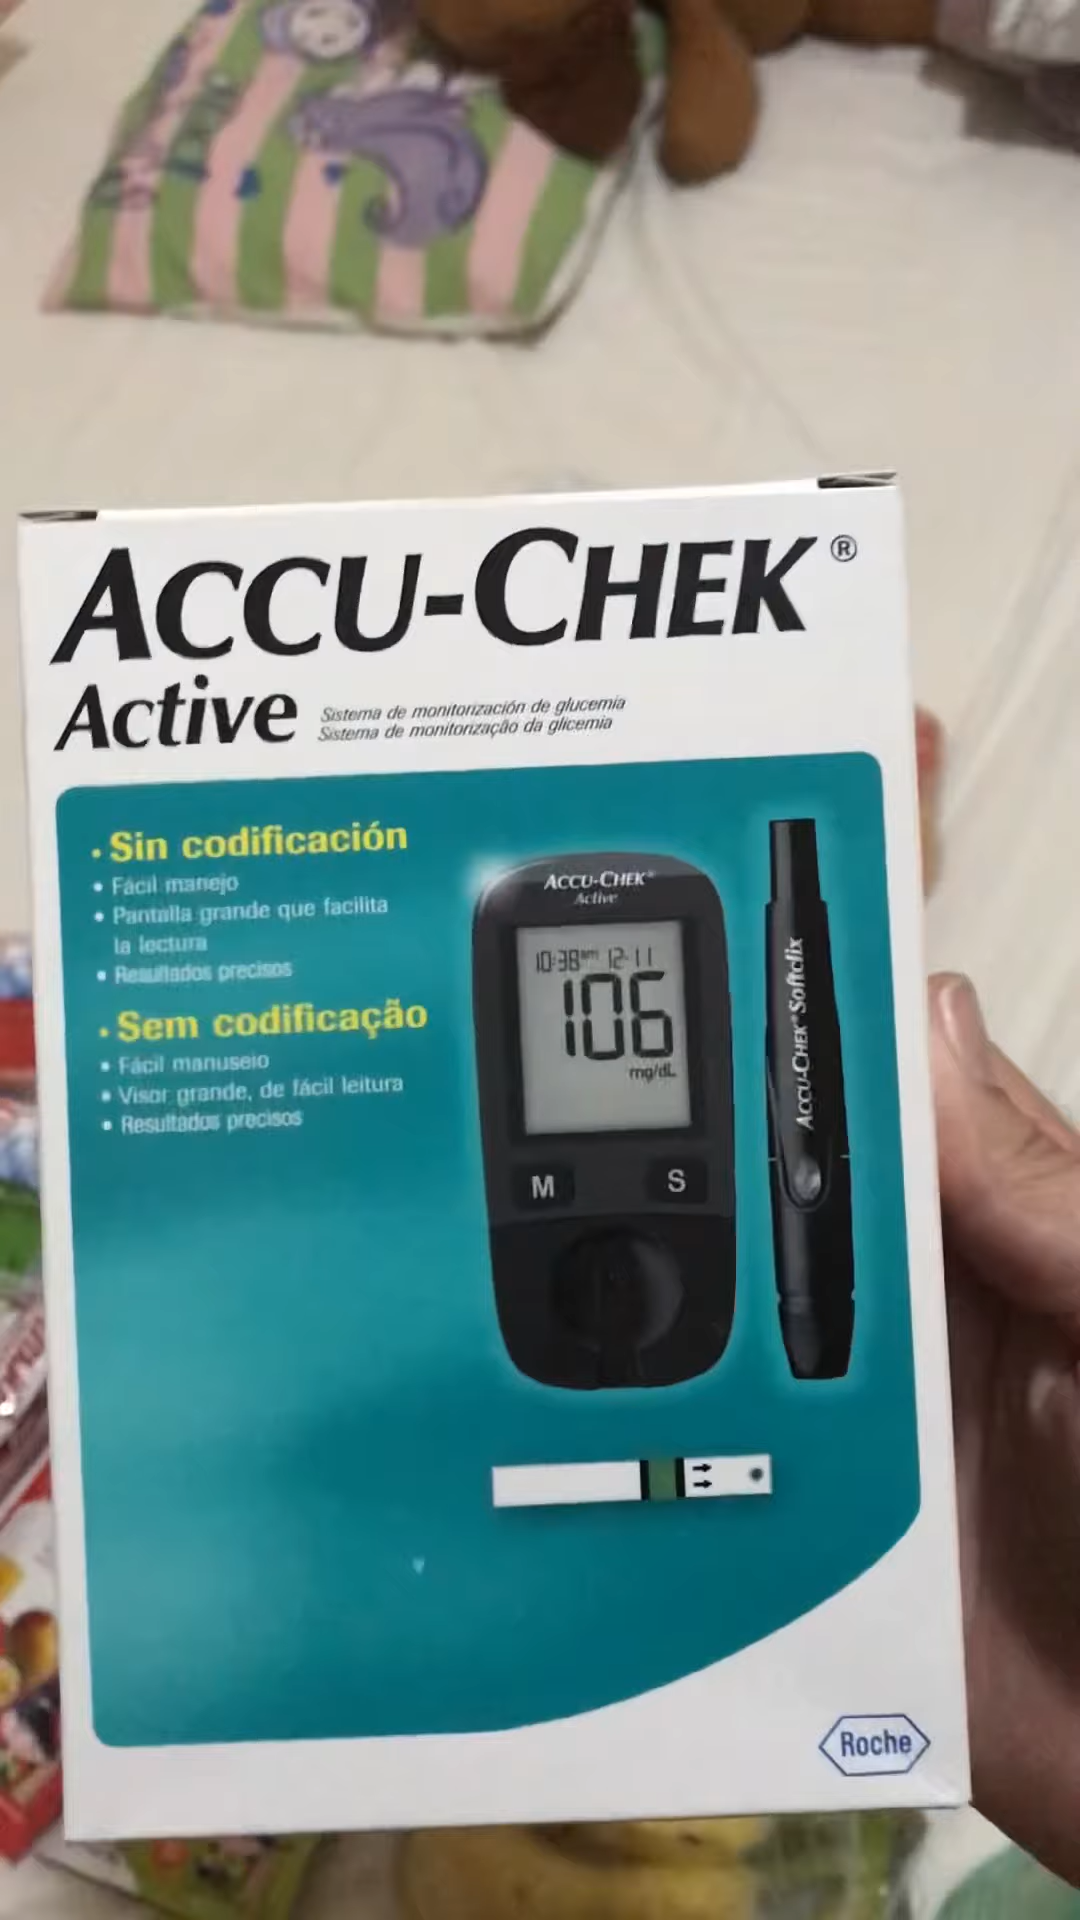 ACCU-CHEK®
Active
Sistema de monitorización de glucemia
Sistema de monitorização da glicemia
• Sin codificación
• Fácil manejo
• Pantalla grande que facilita
la lectura
• Resultados precisos
• Sem codificação
• Fácil manuseio
• Visor grande, de fácil leitura
• Resultados precisos
ACCU-CHEK®
Active
10:38am 12-11
106
mg/dL
M S
ACCU-CHEK® Softclix
Roche